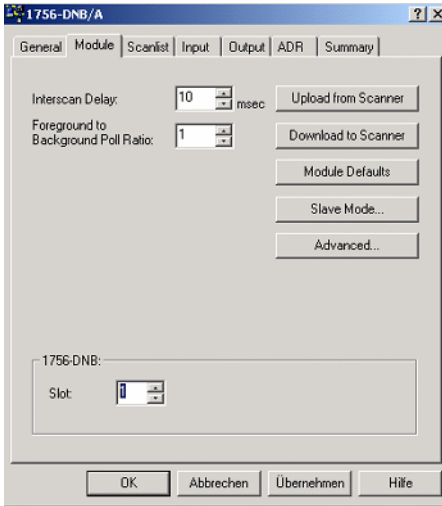 1756-DNB/A
General Module Scanlist Input Output ADR Summary
Interscan Delay: 10 msec Upload from Scanner
Foreground to
Background Poll Ratio: 1 Download to Scanner
Module Defaults
Slave Mode...
Advanced...
1756-DNB:
Slot: 1
OK Abbrechen Übernehmen Hilfe